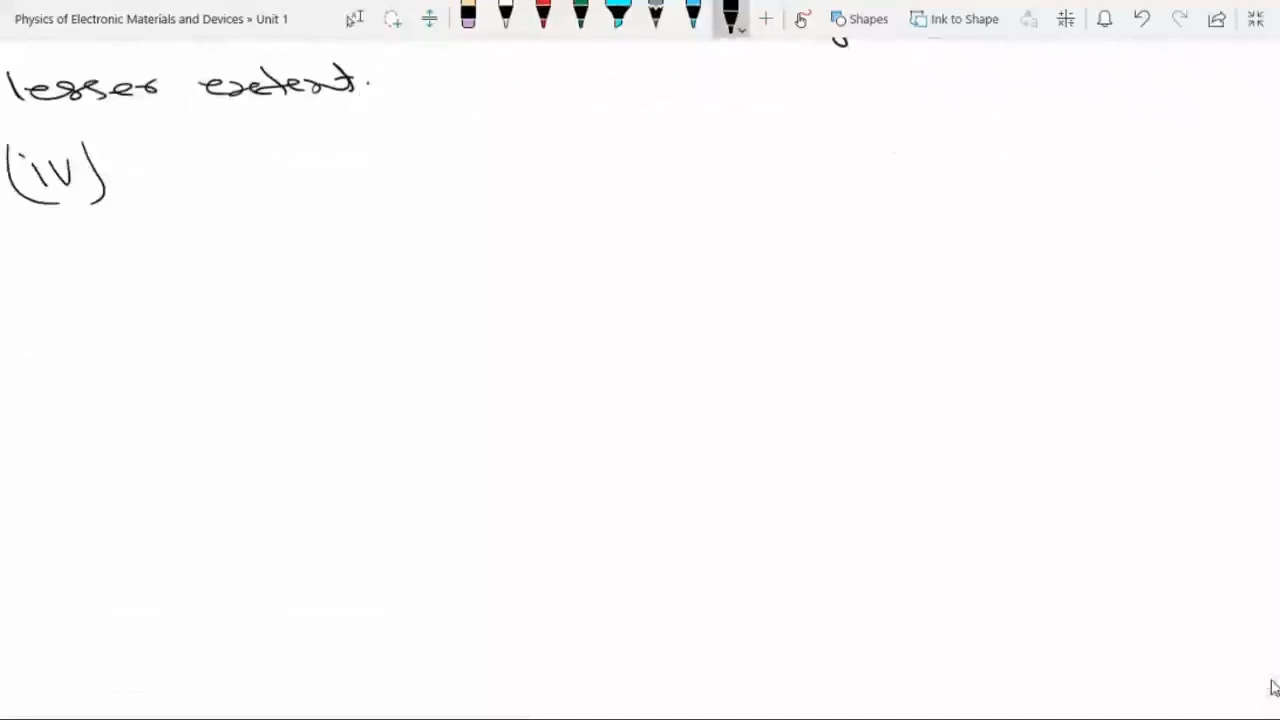 Physics of Electronic Materials and Devices » Unit 1
Shapes
Ink to Shape
lesser extent.
(iv)